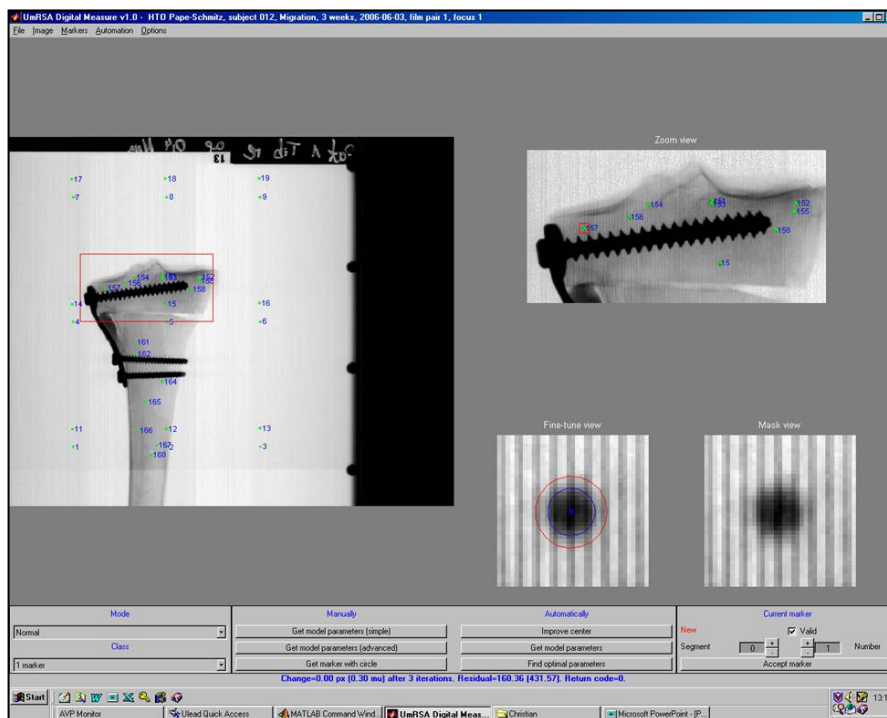 UmRSA Digital Measure v1.0 - HTO Pape-Schmitz, subject 012, Migration, 3 weeks, 2006-06-03, film pair 1, focus 1
File Image Markers Automation Options
Zoom view
13
17 18 19
7 8 9
154 152
156 153 155
157 158
154
156
157
158
14 15 16
15
4 5 6
161
162
164
165
11 166 12 13
1 167 2 3
168
Fine-tune view
Mask view
Mode
Normal
Class
1 marker
Manually
Get model parameters (simple)
Get model parameters (advanced)
Get marker with circle
Automatically
Improve center
Get model parameters
Find optimal parameters
Current marker
New
Valid
Segment 0 + - + - 1 Number
Accept marker
Change=0.00 px (0.30 mu) after 3 iterations. Residual=160.36 (431.57). Return code=0.
Start
AVP Monitor
Ulead Quick Access
MATLAB Command Wind...
UmRSA Digital Meas...
Christian
Microsoft PowerPoint - [P...